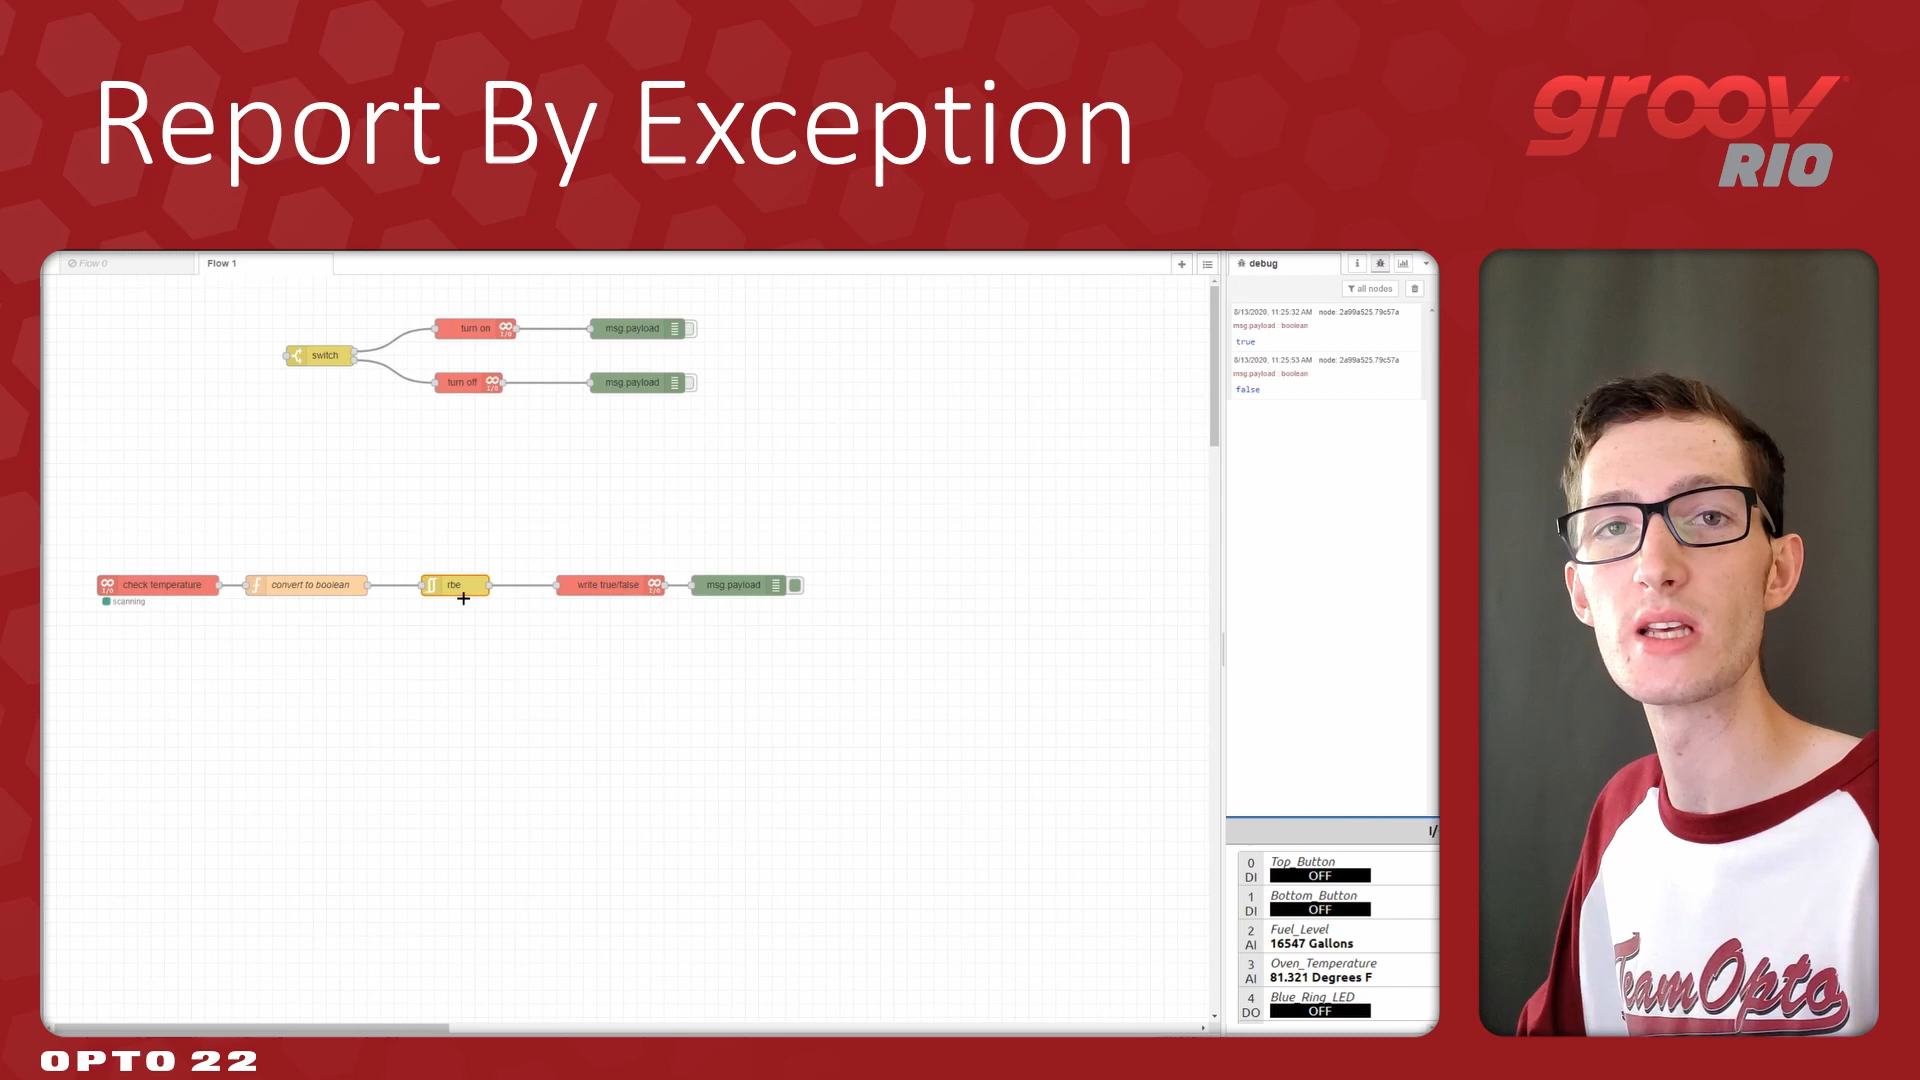 Report By Exception
groov
RIO
Flow 0
Flow 1
debug
i
all nodes
switch
turn on
I/O
msg.payload
turn off
I/O
msg.payload
8/13/2020, 11:25:32 AM node: 2a99a525.79c57a
msg.payload : boolean
true
8/13/2020, 11:25:53 AM node: 2a99a525.79c57a
msg.payload : boolean
false
I/O
check temperature
scanning
f
convert to boolean
rbe
write true/false
I/O
msg.payload
I/
0 Top_Button
DI OFF
1 Bottom_Button
DI OFF
2 Fuel_Level
AI 16547 Gallons
3 Oven_Temperature
AI 81.321 Degrees F
4 Blue_Ring_LED
DO OFF
TeamOpto
OPTO 22